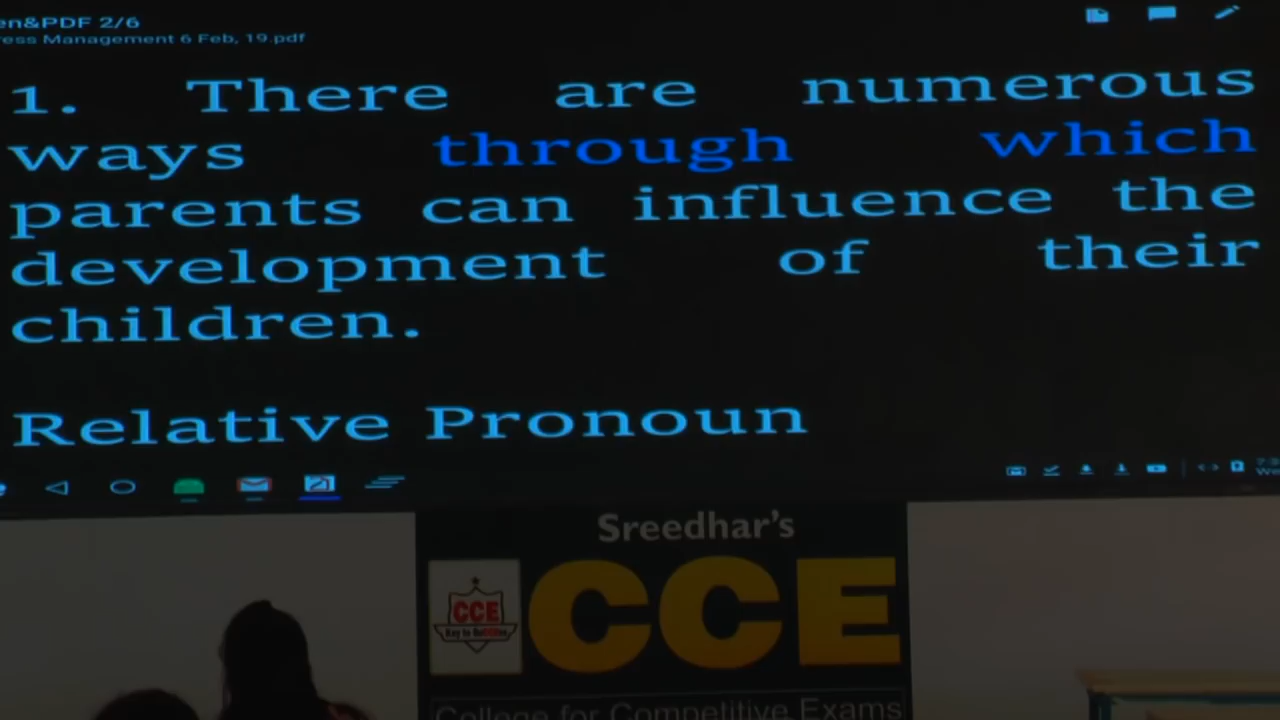 en&PDF 2/6
ress Management 6 Feb, 19.pdf
1. There are numerous
ways through which
parents can influence the
development of their
children.
Relative Pronoun
Sreedhar's
CCE
CCE
College for Competitive Exams